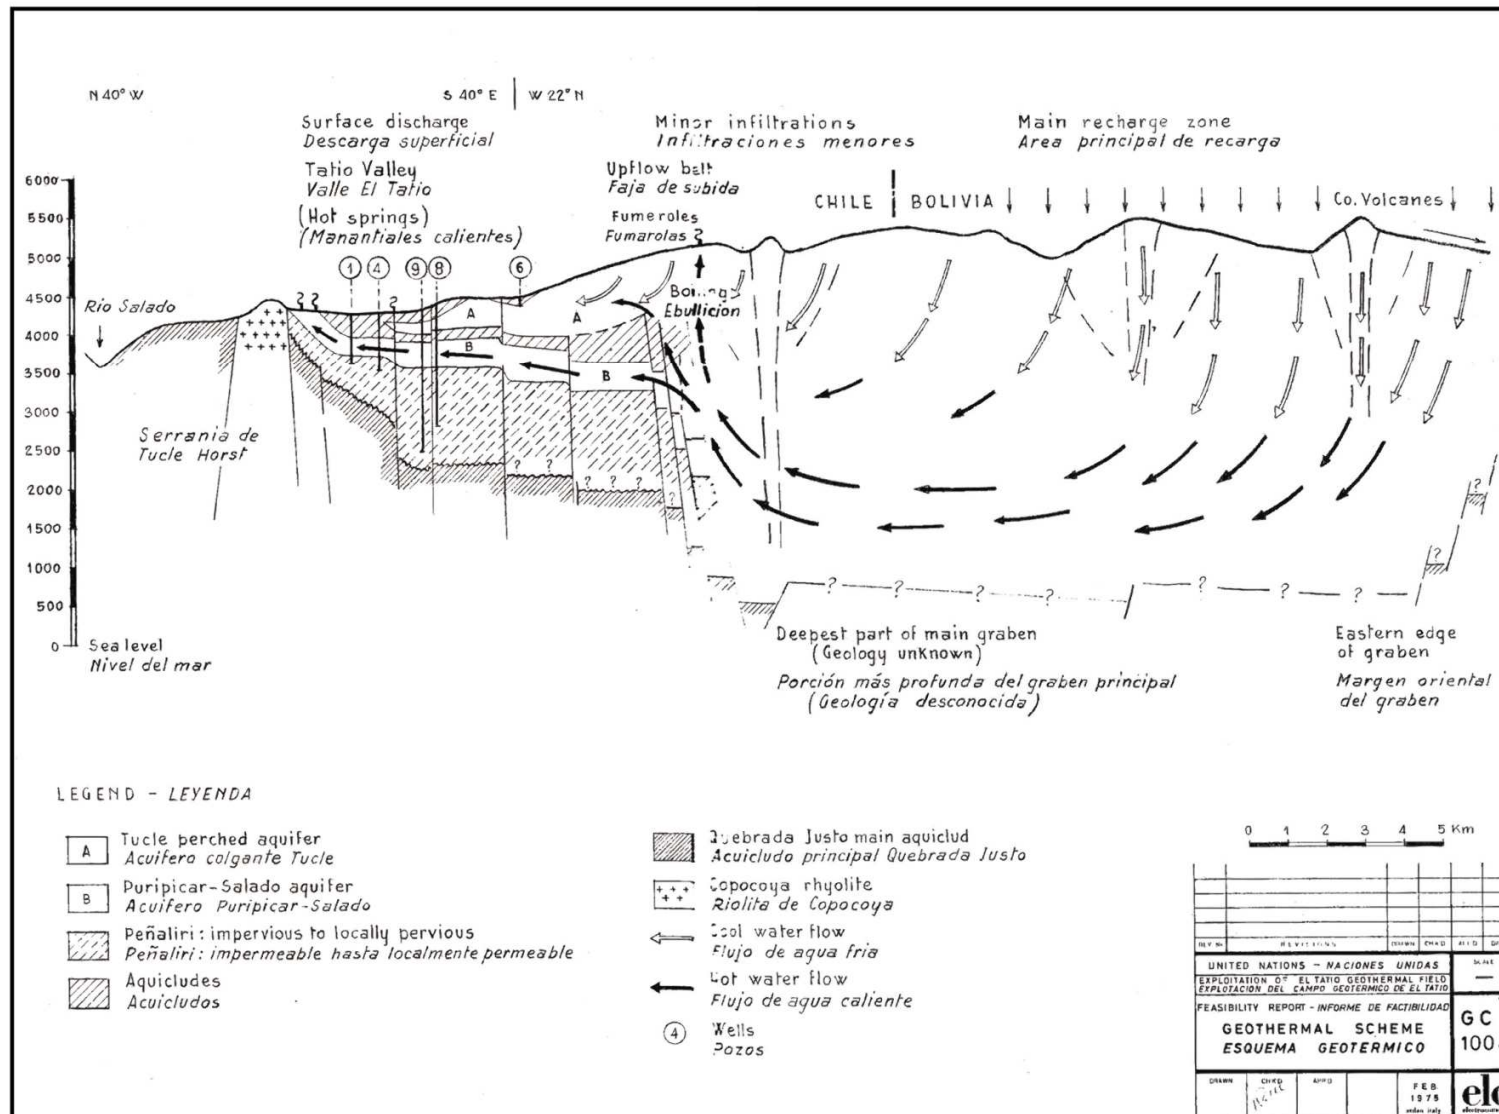 N 40° W
S 40° E | W 22° N
Surface discharge
Descarga superficial
Tatio Valley
Valle El Tatio
(Hot springs)
(Manantiales calientes)
Minor infiltrations
Infiltraciones menores
Upflow belt
Faja de subida
Fumeroles
Fumarolas
Main recharge zone
Area principal de recarga
CHILE BOLIVIA
Co. Volcanes
6000
5500
5000
4500
4000
3500
3000
2500
2000
1500
1000
500
0
Sea level
Nivel del mar
Rio Salado
1 4 9 8 6
Ebullición
A
A
B
B
Serrania de
Tucle Horst
? ?
? ? ?
?
?
?
? ? ? ? ? ? ?
Deepest part of main graben
(Geology unknown)
Porción más profunda del graben principal
(Geología desconocida)
Eastern edge
of graben
Margen oriental
del graben
LEGEND - LEYENDA
A Tucle perched aquifer
Acuifero colgante Tucle
B Puripicar-Salado aquifer
Acuifero Puripicar-Salado
Peñaliri: impervious to locally pervious
Peñaliri: impermeable hasta localmente permeable
Aquicludes
Acuicludos
Quebrada Justo main aquiclud
Acuicludo principal Quebrada Justo
Copocoya rhyolite
Riolita de Copocoya
Cool water flow
Flujo de agua fria
Hot water flow
Flujo de agua caliente
4 Wells
Pozos
0 1 2 3 4 5 Km
REVISIONS
UNITED NATIONS - NACIONES UNIDAS
EXPLOITATION OF EL TATIO GEOTHERMAL FIELD
EXPLOTACION DEL CAMPO GEOTERMICO DE EL TATIO
FEASIBILITY REPORT - INFORME DE FACTIBILIDAD
GEOTHERMAL SCHEME
ESQUEMA GEOTERMICO
GC
100
DRAWN CHKD APPD
FEB
1975